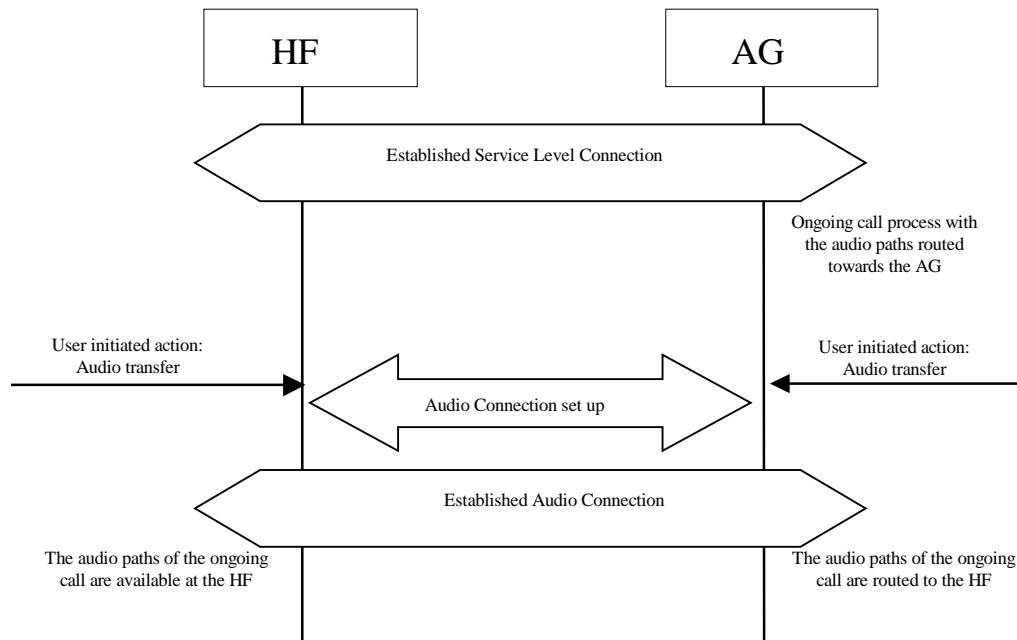 HF
AG
Established Service Level Connection
Ongoing call process with
the audio paths routed
towards the AG
User initiated action:
Audio transfer
User initiated action:
Audio transfer
Audio Connection set up
Established Audio Connection
The audio paths of the ongoing
call are available at the HF
The audio paths of the ongoing
call are routed to the HF